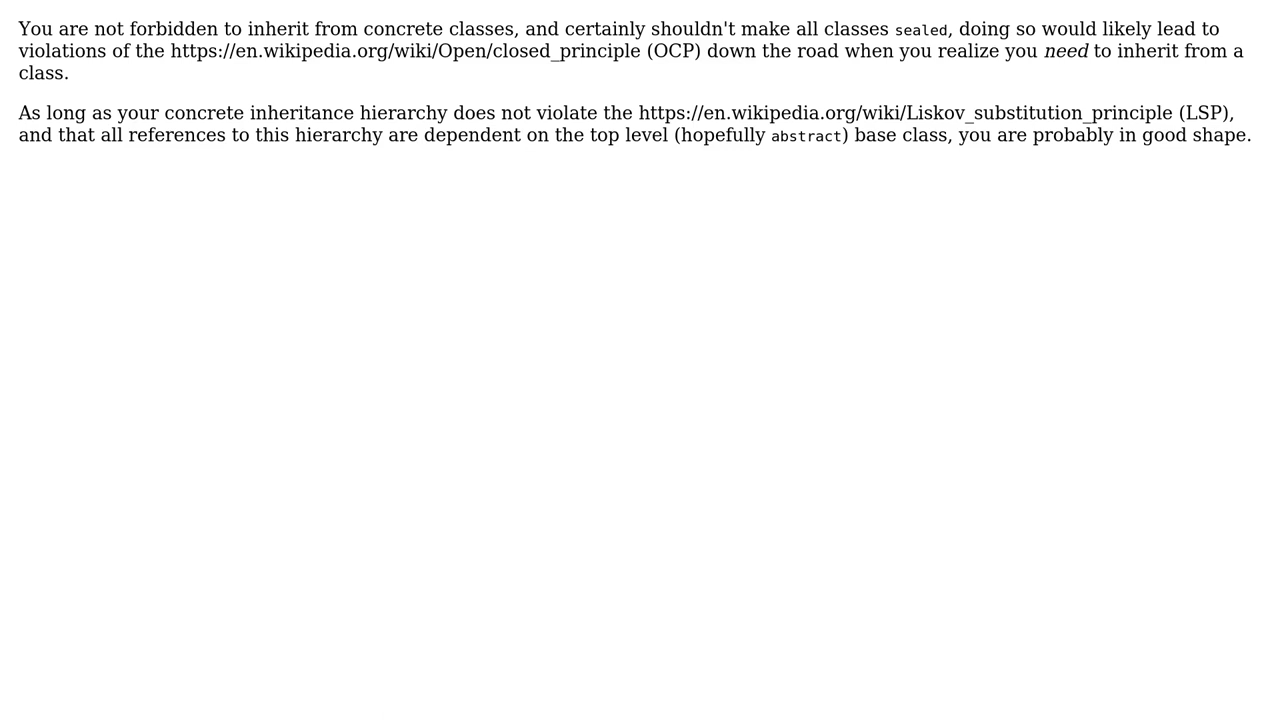 You are not forbidden to inherit from concrete classes, and certainly shouldn't make all classes sealed, doing so would likely lead to
violations of the https://en.wikipedia.org/wiki/Open/closed_principle (OCP) down the road when you realize you need to inherit from a
class.
As long as your concrete inheritance hierarchy does not violate the https://en.wikipedia.org/wiki/Liskov_substitution_principle (LSP),
and that all references to this hierarchy are dependent on the top level (hopefully abstract) base class, you are probably in good shape.